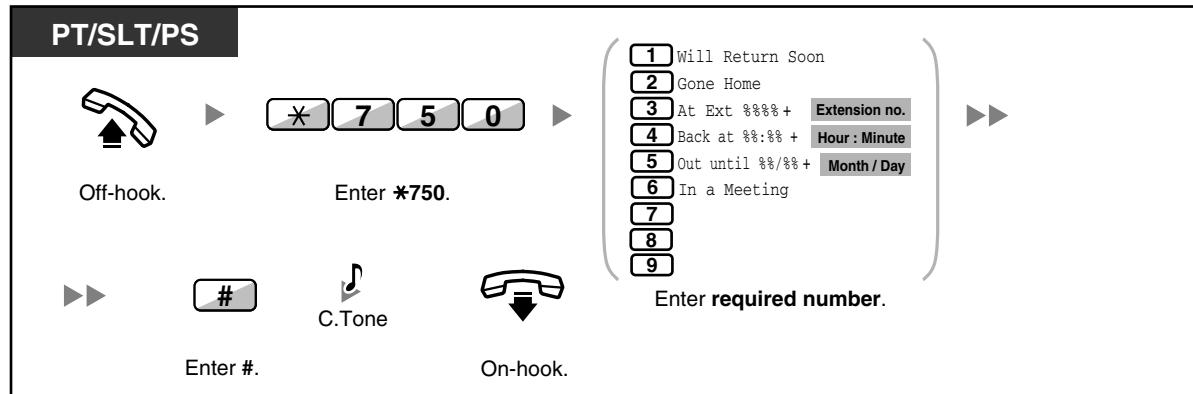 PT/SLT/PS
Off-hook.
✳ 7 5 0
Enter ✳750.
1 Will Return Soon
2 Gone Home
3 At Ext %%%% + Extension no.
4 Back at %%:%% + Hour : Minute
5 Out until %%/%% + Month / Day
6 In a Meeting
7
8
9
Enter required number.
#
Enter #.
C.Tone
On-hook.